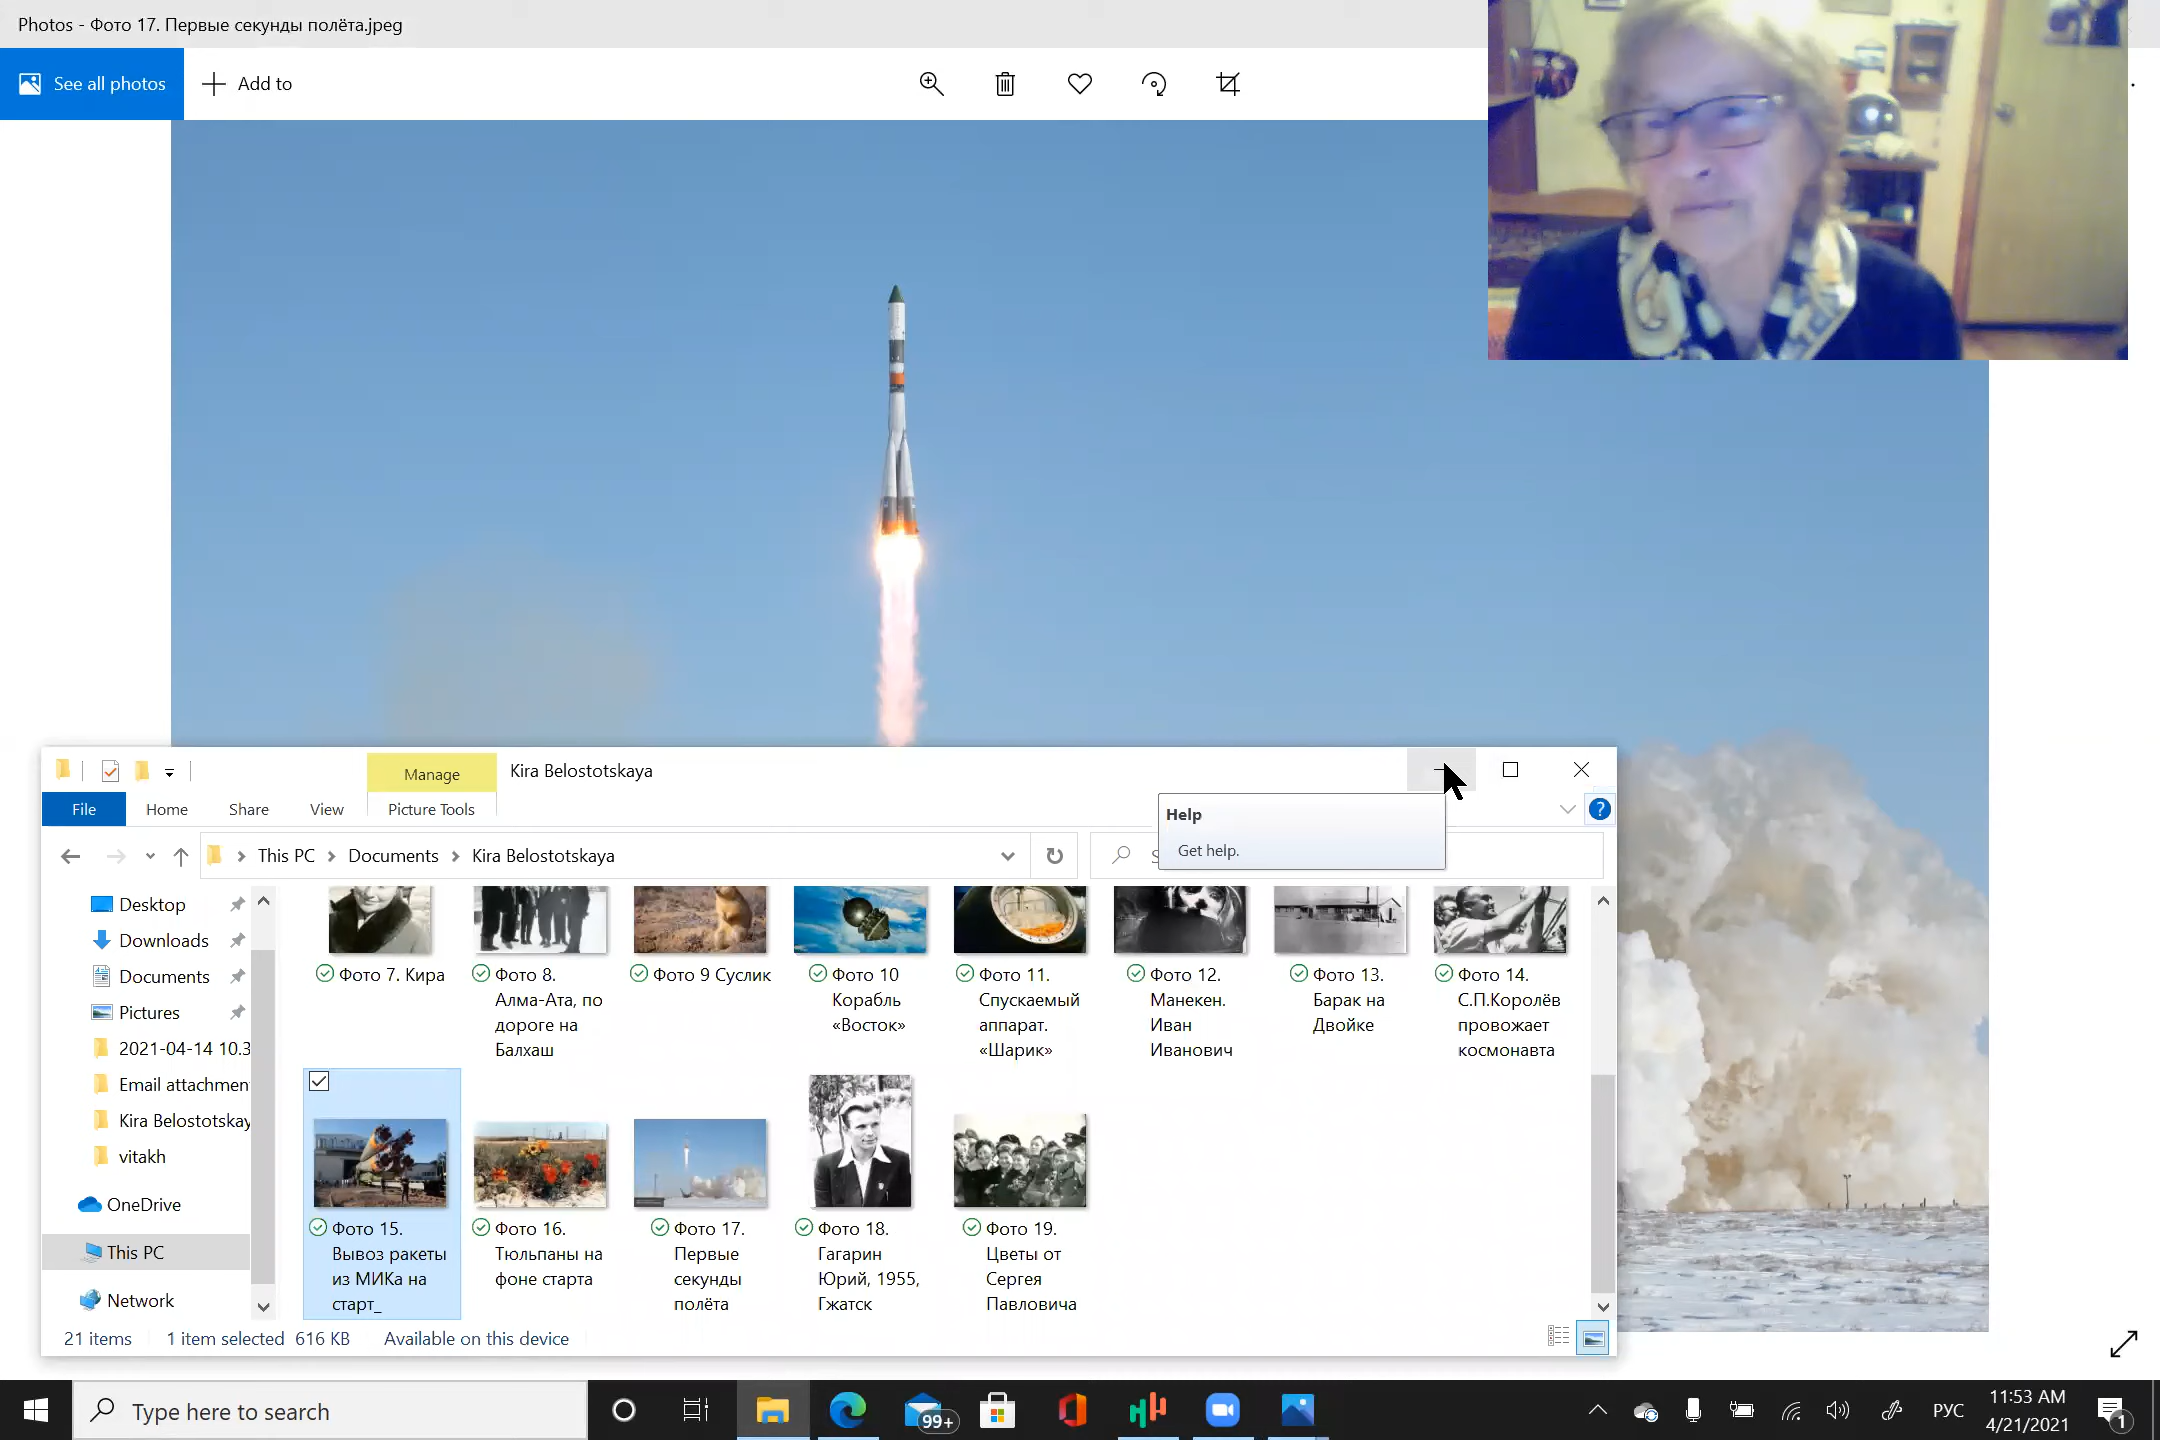 Photos - Фото 17. Первые секунды полёта.jpeg
See all photos
Add to
Manage
Kira Belostotskaya
File
Home
Share
View
Picture Tools
Help
Get help.
This PC
Documents
Kira Belostotskaya
S
Desktop
Downloads
Documents
Pictures
2021-04-14 10.3
Email attachmen
Kira Belostotskay
vitakh
OneDrive
This PC
Network
Фото 7. Кира
Фото 8.
Алма-Ата, по
дороге на
Балхаш
Фото 9 Суслик
Фото 10
Корабль
«Восток»
Фото 11.
Спускаемый
аппарат.
«Шарик»
Фото 12.
Манекен.
Иван
Иванович
Фото 13.
Барак на
Двойке
Фото 14.
С.П.Королёв
провожает
космонавта
Фото 15.
Вывоз ракеты
из МИКа на
старт_
Фото 16.
Тюльпаны на
фоне старта
Фото 17.
Первые
секунды
полёта
Фото 18.
Гагарин
Юрий, 1955,
Гжатск
Фото 19.
Цветы от
Сергея
Павловича
21 items
1 item selected 616 KB
Available on this device
Type here to search
99+
РУС
11:53 AM
4/21/2021
1